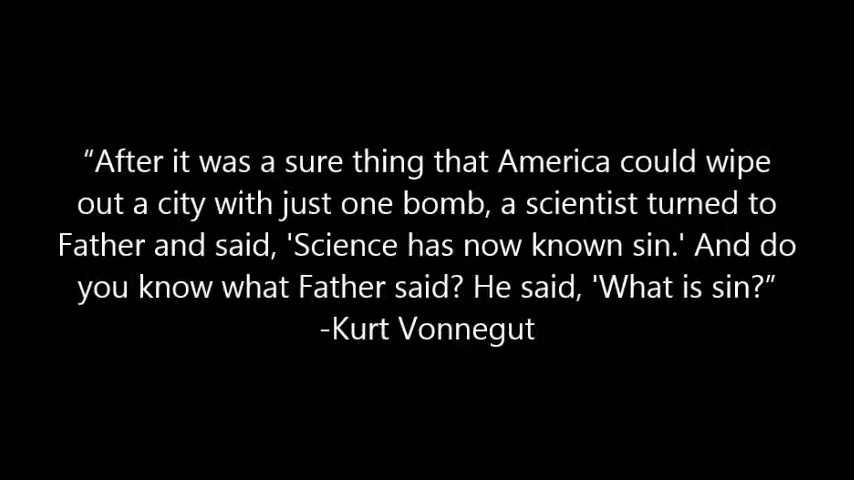 “After it was a sure thing that America could wipe
out a city with just one bomb, a scientist turned to
Father and said, 'Science has now known sin.' And do
you know what Father said? He said, 'What is sin?”
-Kurt Vonnegut